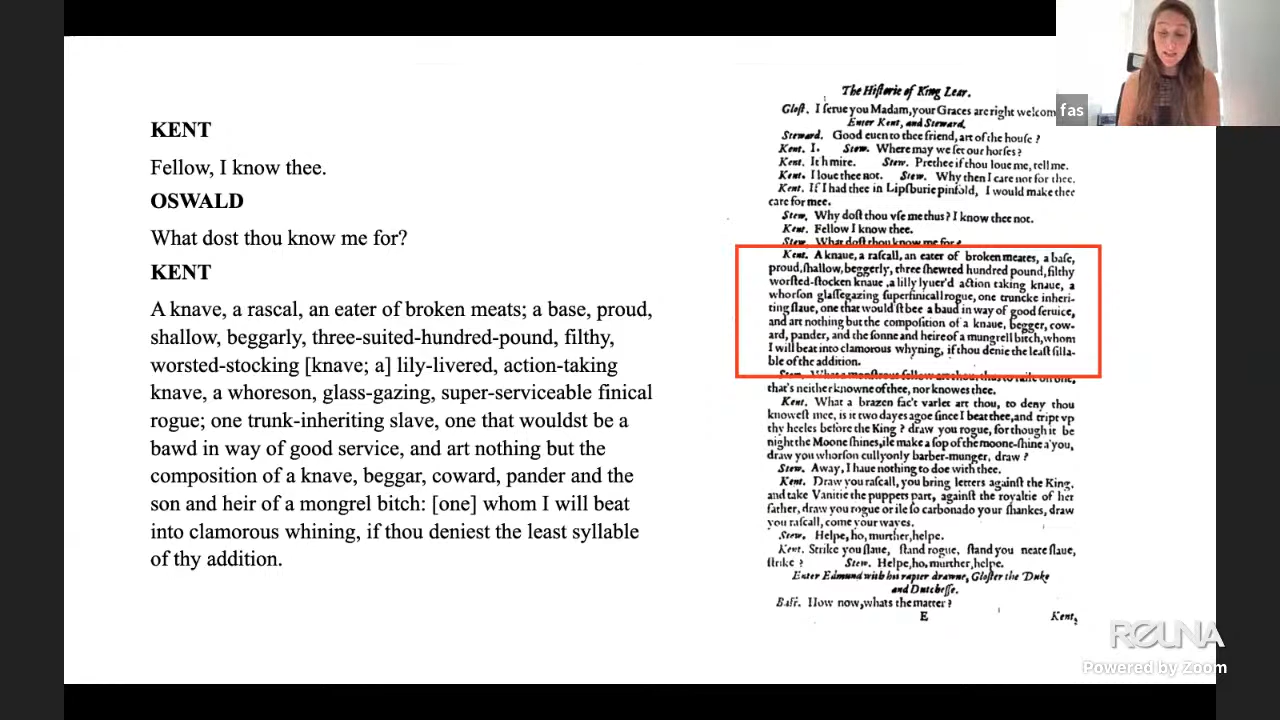 KENT
Fellow, I know thee.
OSWALD
What dost thou know me for?
KENT
A knave, a rascal, an eater of broken meats; a base, proud,
shallow, beggarly, three-suited-hundred-pound, filthy,
worsted-stocking [knave; a] lily-livered, action-taking
knave, a whoreson, glass-gazing, super-serviceable finical
rogue; one trunk-inheriting slave, one that wouldst be a
bawd in way of good service, and art nothing but the
composition of a knave, beggar, coward, pander and the
son and heir of a mongrel bitch: [one] whom I will beat
into clamorous whining, if thou deniest the least syllable
of thy addition.
The Hiſtorie of King Lear.
Gloſt. I ſerue you Madam, your Graces are right welcom
Enter Kent, and Steward.
Steward. Good euen to thee friend, art of the houſe?
Kent. I. Stew. Where may we ſet our horſes?
Kent. It'h mire. Stew. Prethee if thou loue me, tell me.
Kent. I loue thee not. Stew. Why then I care not for thee.
Kent. If I had thee in Lipſburie pinfold, I would make thee
care for mee.
Stew. Why doſt thou vſe me thus? I know thee not.
Kent. Fellow I know thee.
Stew. What doſt thou know me for?
Kent. A knaue, a raſcall, an eater of broken meates, a baſe,
proud, ſhallow, beggerly, three ſhewted hundred pound, filthy
worſted-ſtocken knaue, a lilly lyuer'd action taking knaue, a
whorſon glaſſegazing ſuperfinicall rogue, one truncke inheri-
ting ſlaue, one that would'ſt bee a baud in way of good ſeruice,
and art nothing but the compoſition of a knaue, begger, cow-
ard, pander, and the ſonne and heire of a mungrell bitch, whom
I will beat into clamorous whyning, if thou denie the leaſt ſilla-
ble of the addition.
Stew. What a monſtrous fellow art thou, thus to raile on one,
that's neither knowne of thee, nor knowes thee.
Kent. What a brazen fac't varlet art thou, to deny thou
knoweſt mee, is it two dayes agoe ſince I beat thee, and tript vp
thy heeles before the King? draw you rogue, for though it be
night the Moone ſhines, ile make a ſop of the moone-ſhine a'you,
draw you whorſon cullyonly barber-munger, draw?
Stew. Away, I haue nothing to doe with thee.
Kent. Draw you raſcall, you bring letters againſt the King,
and take Vanitie the puppets part, againſt the royaltie of her
father, draw you rogue or ile ſo carbonado your ſhankes, draw
you raſcall, come your wayes.
Stew. Helpe, ho, murther, helpe.
Kent. Strike you ſlaue, ſtand rogue, ſtand you neate ſlaue,
ſtrike? Stew. Helpe, ho, murther, helpe.
Enter Edmund with his rapier drawne, Gloſter the Duke
and Dutcheſſe.
Baſt. How now, whats the matter?
E Kent,
fas
REUNA
Powered by Zoom